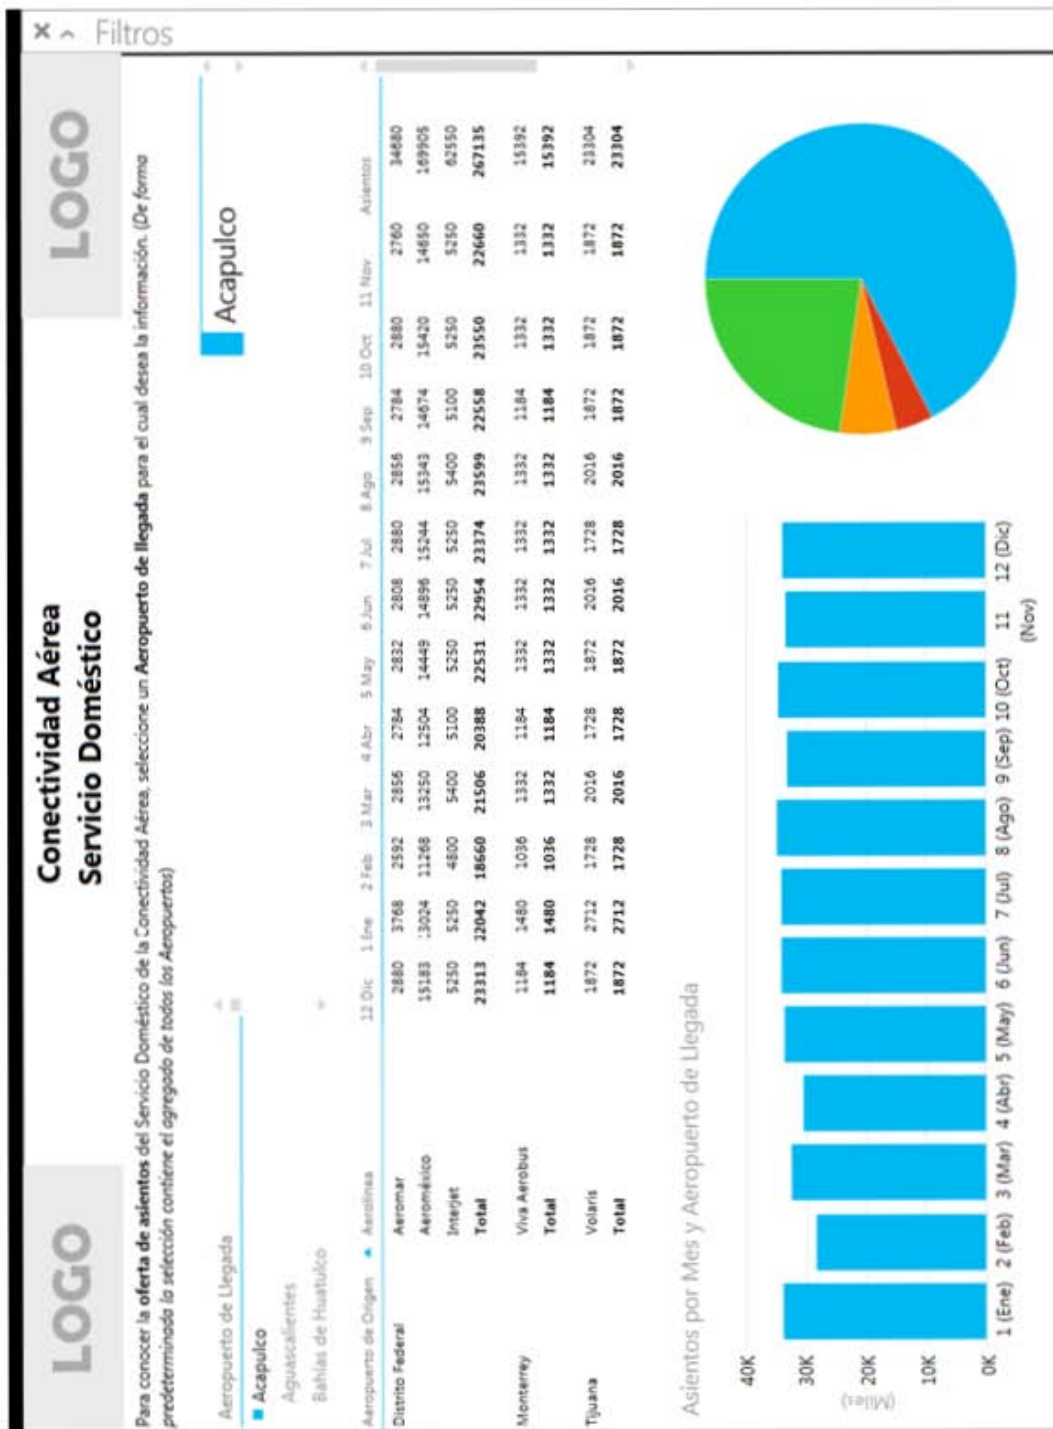 Filtros
LOGO
Conectividad Aérea
Servicio Doméstico
LOGO
Para conocer la oferta de asientos del Servicio Doméstico de la Conectividad Aérea, seleccione un Aeropuerto de llegada para el cual desea la información. (De forma
predeterminada la selección contiene el agregado de todos los Aeropuertos)
Aeropuerto de Llegada
Acapulco
Aguascalientes
Bahías de Huatulco
Acapulco
Aeropuerto de Origen Aerolínea 12 Dic 1 Ene 2 Feb 3 Mar 4 Abr 5 May 6 Jun 7 Jul 8 Ago 9 Sep 10 Oct 11 Nov Asientos
Distrito Federal Aeromar 2880 3768 2592 2856 2784 2832 2808 2880 2856 2784 2880 2760 34680
Aeroméxico 15183 13024 11268 13250 12504 14449 14896 15244 15343 14674 15420 14650 169905
Interjet 5250 5250 4800 5400 5100 5250 5250 5250 5400 5100 5250 5250 62550
Total 23313 22042 18660 21506 20388 22531 22954 23374 23599 22558 23550 22660 267135
Monterrey Viva Aerobus 1184 1480 1036 1332 1184 1332 1332 1332 1332 1184 1332 1332 15392
Total 1184 1480 1036 1332 1184 1332 1332 1332 1332 1184 1332 1332 15392
Tijuana Volaris 1872 2712 1728 2016 1728 1872 2016 1728 2016 1872 1872 1872 23304
Total 1872 2712 1728 2016 1728 1872 2016 1728 2016 1872 1872 1872 23304
Asientos por Mes y Aeropuerto de Llegada
40K
30K
20K
10K
0K
(Miles)
1 (Ene) 2 (Feb) 3 (Mar) 4 (Abr) 5 (May) 6 (Jun) 7 (Jul) 8 (Ago) 9 (Sep) 10 (Oct) 11 (Nov) 12 (Dic)